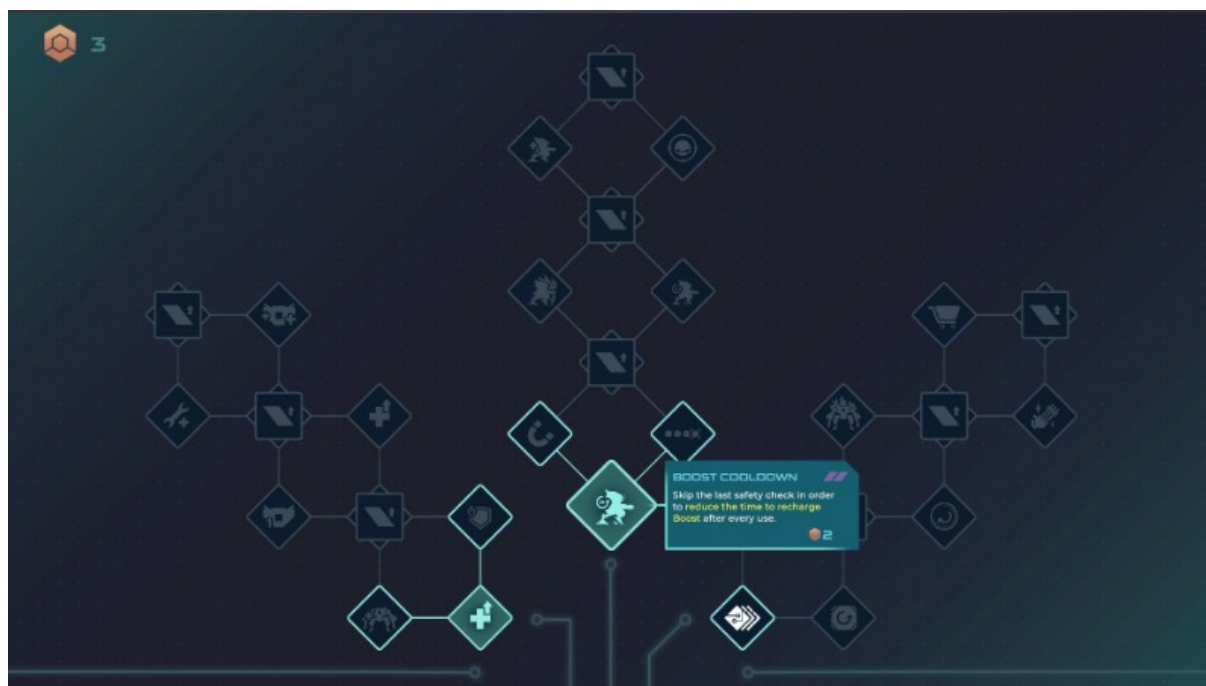 3
BOOST COOLDOWN
Skip the last safety check in order
to reduce the time to recharge
Boost after every use.
2